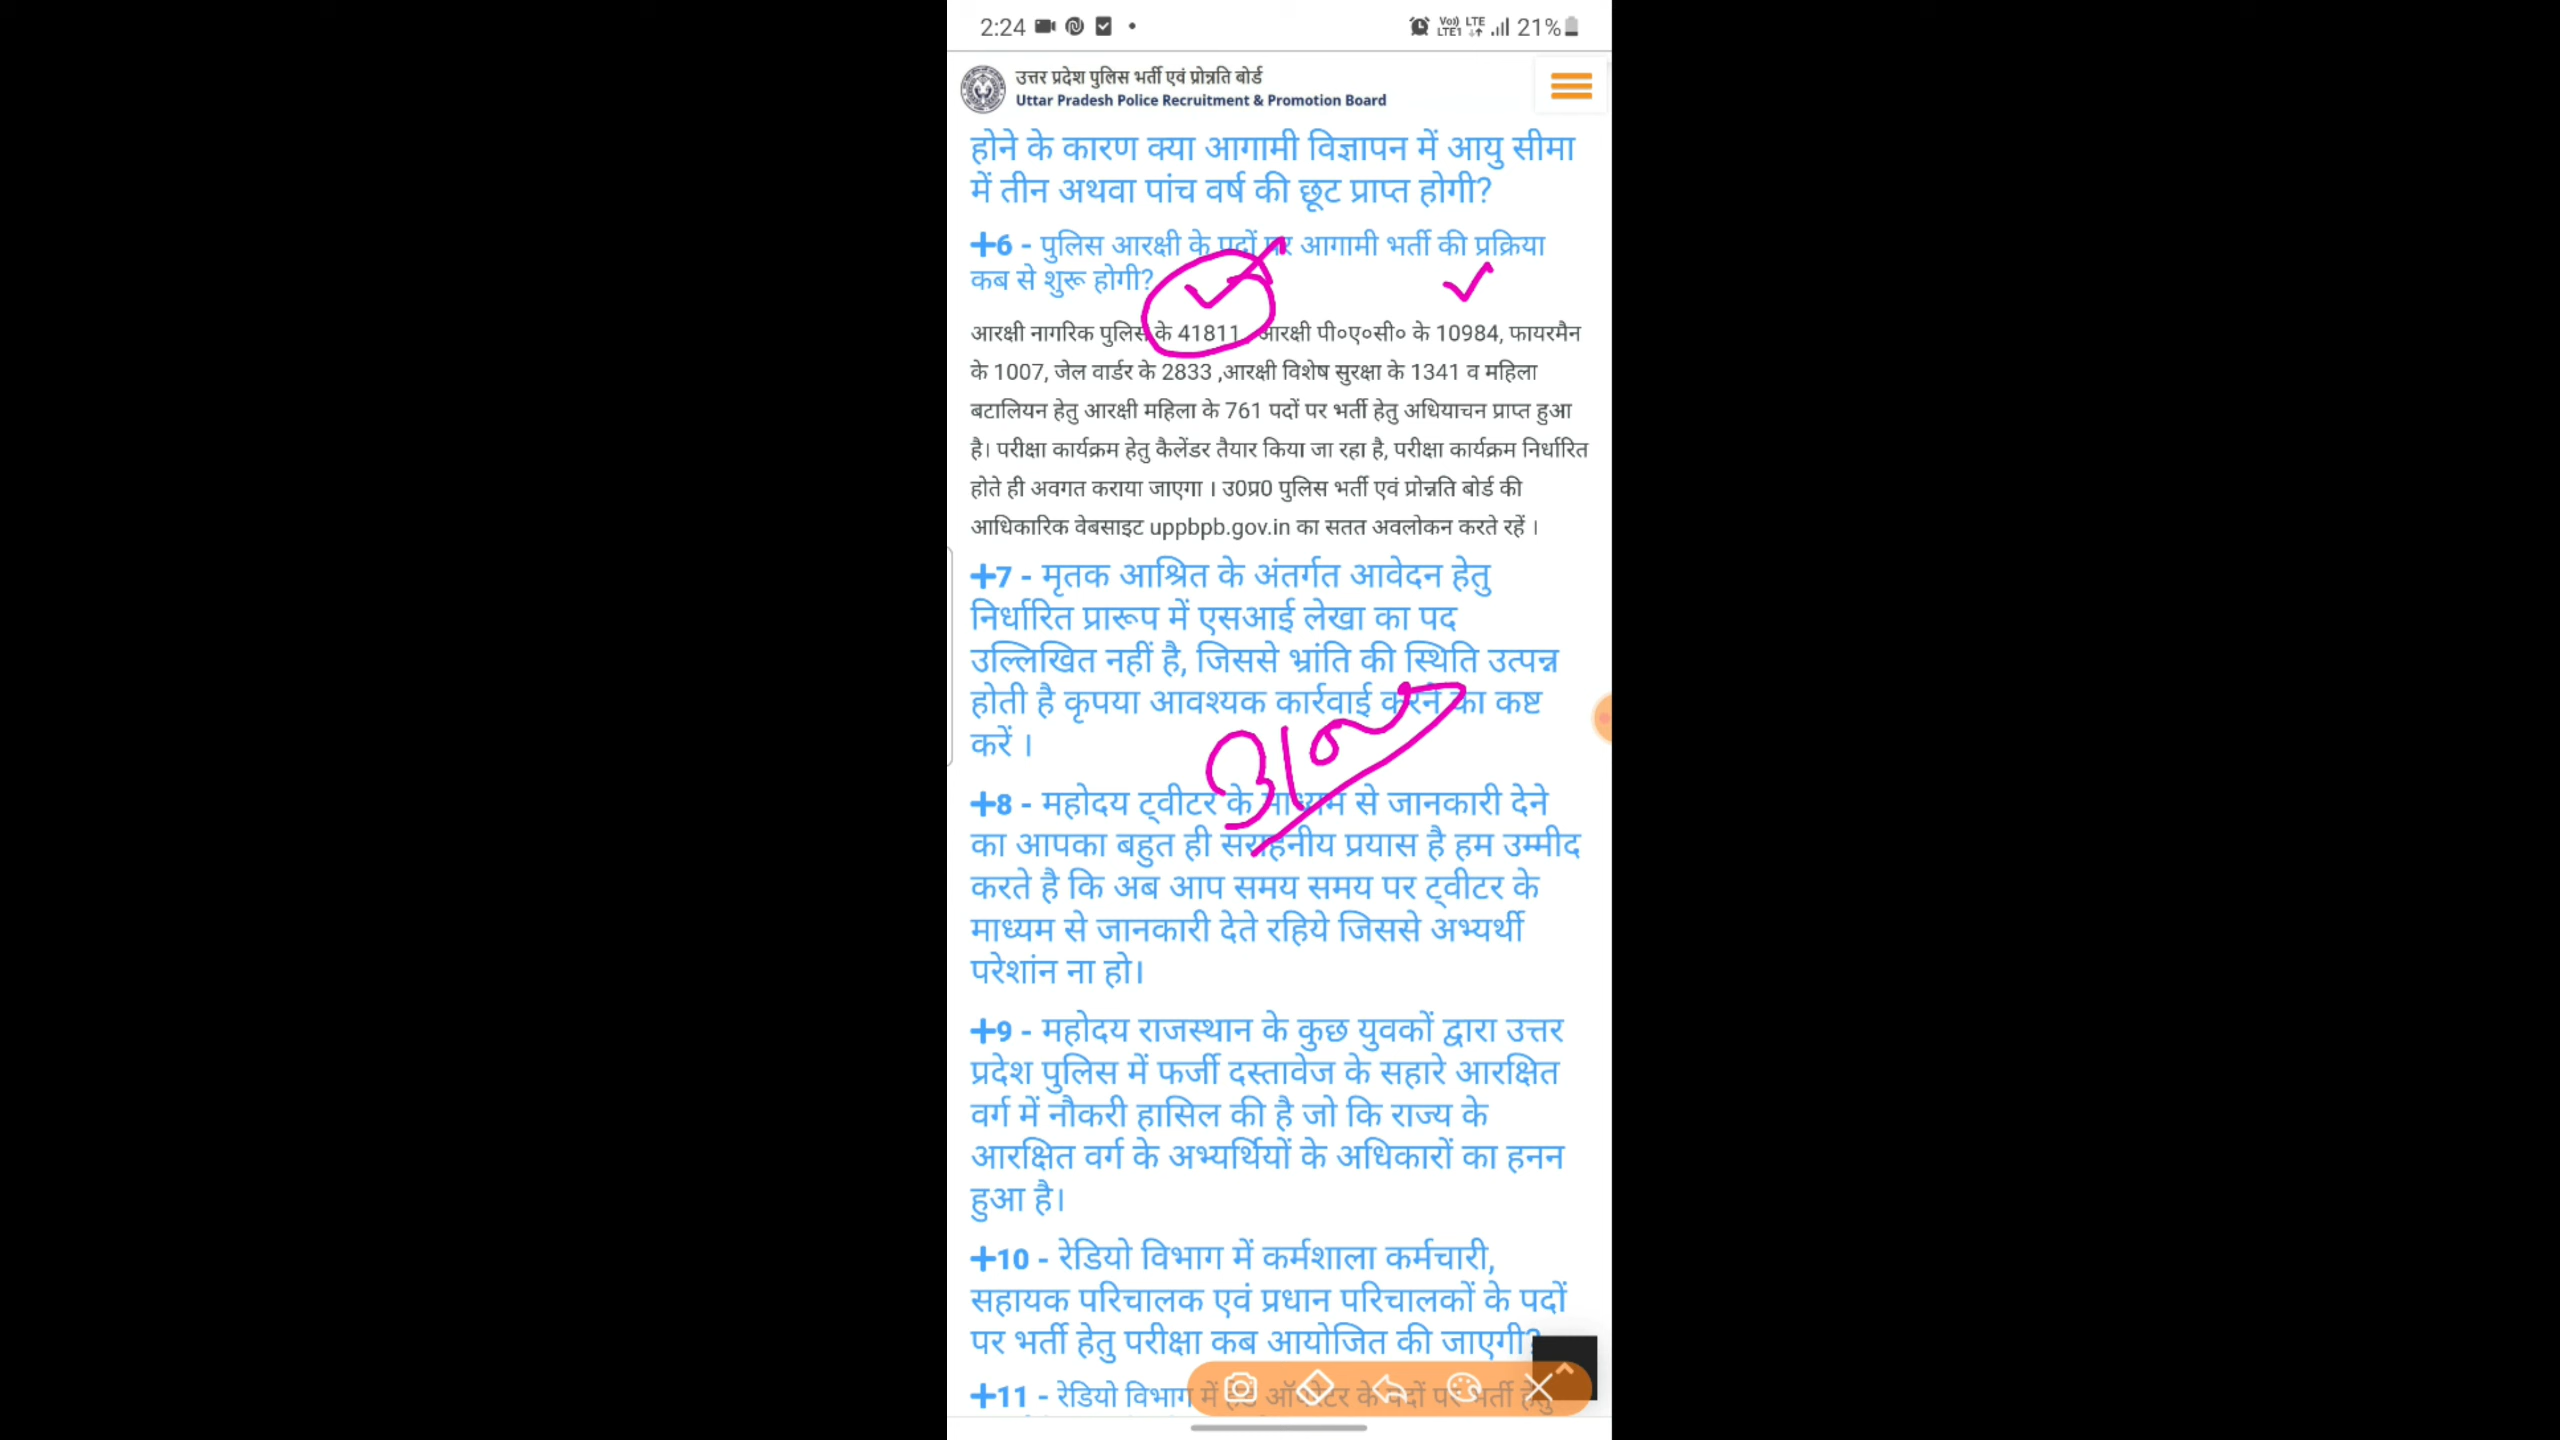 2:24
Vo) LTE
LTE1
21%
उत्तर प्रदेश पुलिस भर्ती एवं प्रोन्नति बोर्ड
Uttar Pradesh Police Recruitment & Promotion Board
होने के कारण क्या आगामी विज्ञापन में आयु सीमा
में तीन अथवा पांच वर्ष की छूट प्राप्त होगी?
+6 - पुलिस आरक्षी के पदों पर आगामी भर्ती की प्रक्रिया
कब से शुरू होगी?
आरक्षी नागरिक पुलिस के 41811, आरक्षी पी०ए०सी० के 10984, फायरमैन
के 1007, जेल वार्डर के 2833 ,आरक्षी विशेष सुरक्षा के 1341 व महिला
बटालियन हेतु आरक्षी महिला के 761 पदों पर भर्ती हेतु अधियाचन प्राप्त हुआ
है। परीक्षा कार्यक्रम हेतु कैलेंडर तैयार किया जा रहा है, परीक्षा कार्यक्रम निर्धारित
होते ही अवगत कराया जाएगा । उ0प्र0 पुलिस भर्ती एवं प्रोन्नति बोर्ड की
आधिकारिक वेबसाइट uppbpb.gov.in का सतत अवलोकन करते रहें ।
+7 - मृतक आश्रित के अंतर्गत आवेदन हेतु
निर्धारित प्रारूप में एसआई लेखा का पद
उल्लिखित नहीं है, जिससे भ्रांति की स्थिति उत्पन्न
होती है कृपया आवश्यक कार्रवाई करने का कष्ट
करें ।
+8 - महोदय ट्वीटर के माध्यम से जानकारी देने
का आपका बहुत ही सराहनीय प्रयास है हम उम्मीद
करते है कि अब आप समय समय पर ट्वीटर के
माध्यम से जानकारी देते रहिये जिससे अभ्यर्थी
परेशांन ना हो।
+9 - महोदय राजस्थान के कुछ युवकों द्वारा उत्तर
प्रदेश पुलिस में फर्जी दस्तावेज के सहारे आरक्षित
वर्ग में नौकरी हासिल की है जो कि राज्य के
आरक्षित वर्ग के अभ्यर्थियों के अधिकारों का हनन
हुआ है।
+10 - रेडियो विभाग में कर्मशाला कर्मचारी,
सहायक परिचालक एवं प्रधान परिचालकों के पदों
पर भर्ती हेतु परीक्षा कब आयोजित की जाएगी?
+11 - रेडियो विभाग में हेड ऑपरेटर के पदों पर भर्ती हेतु